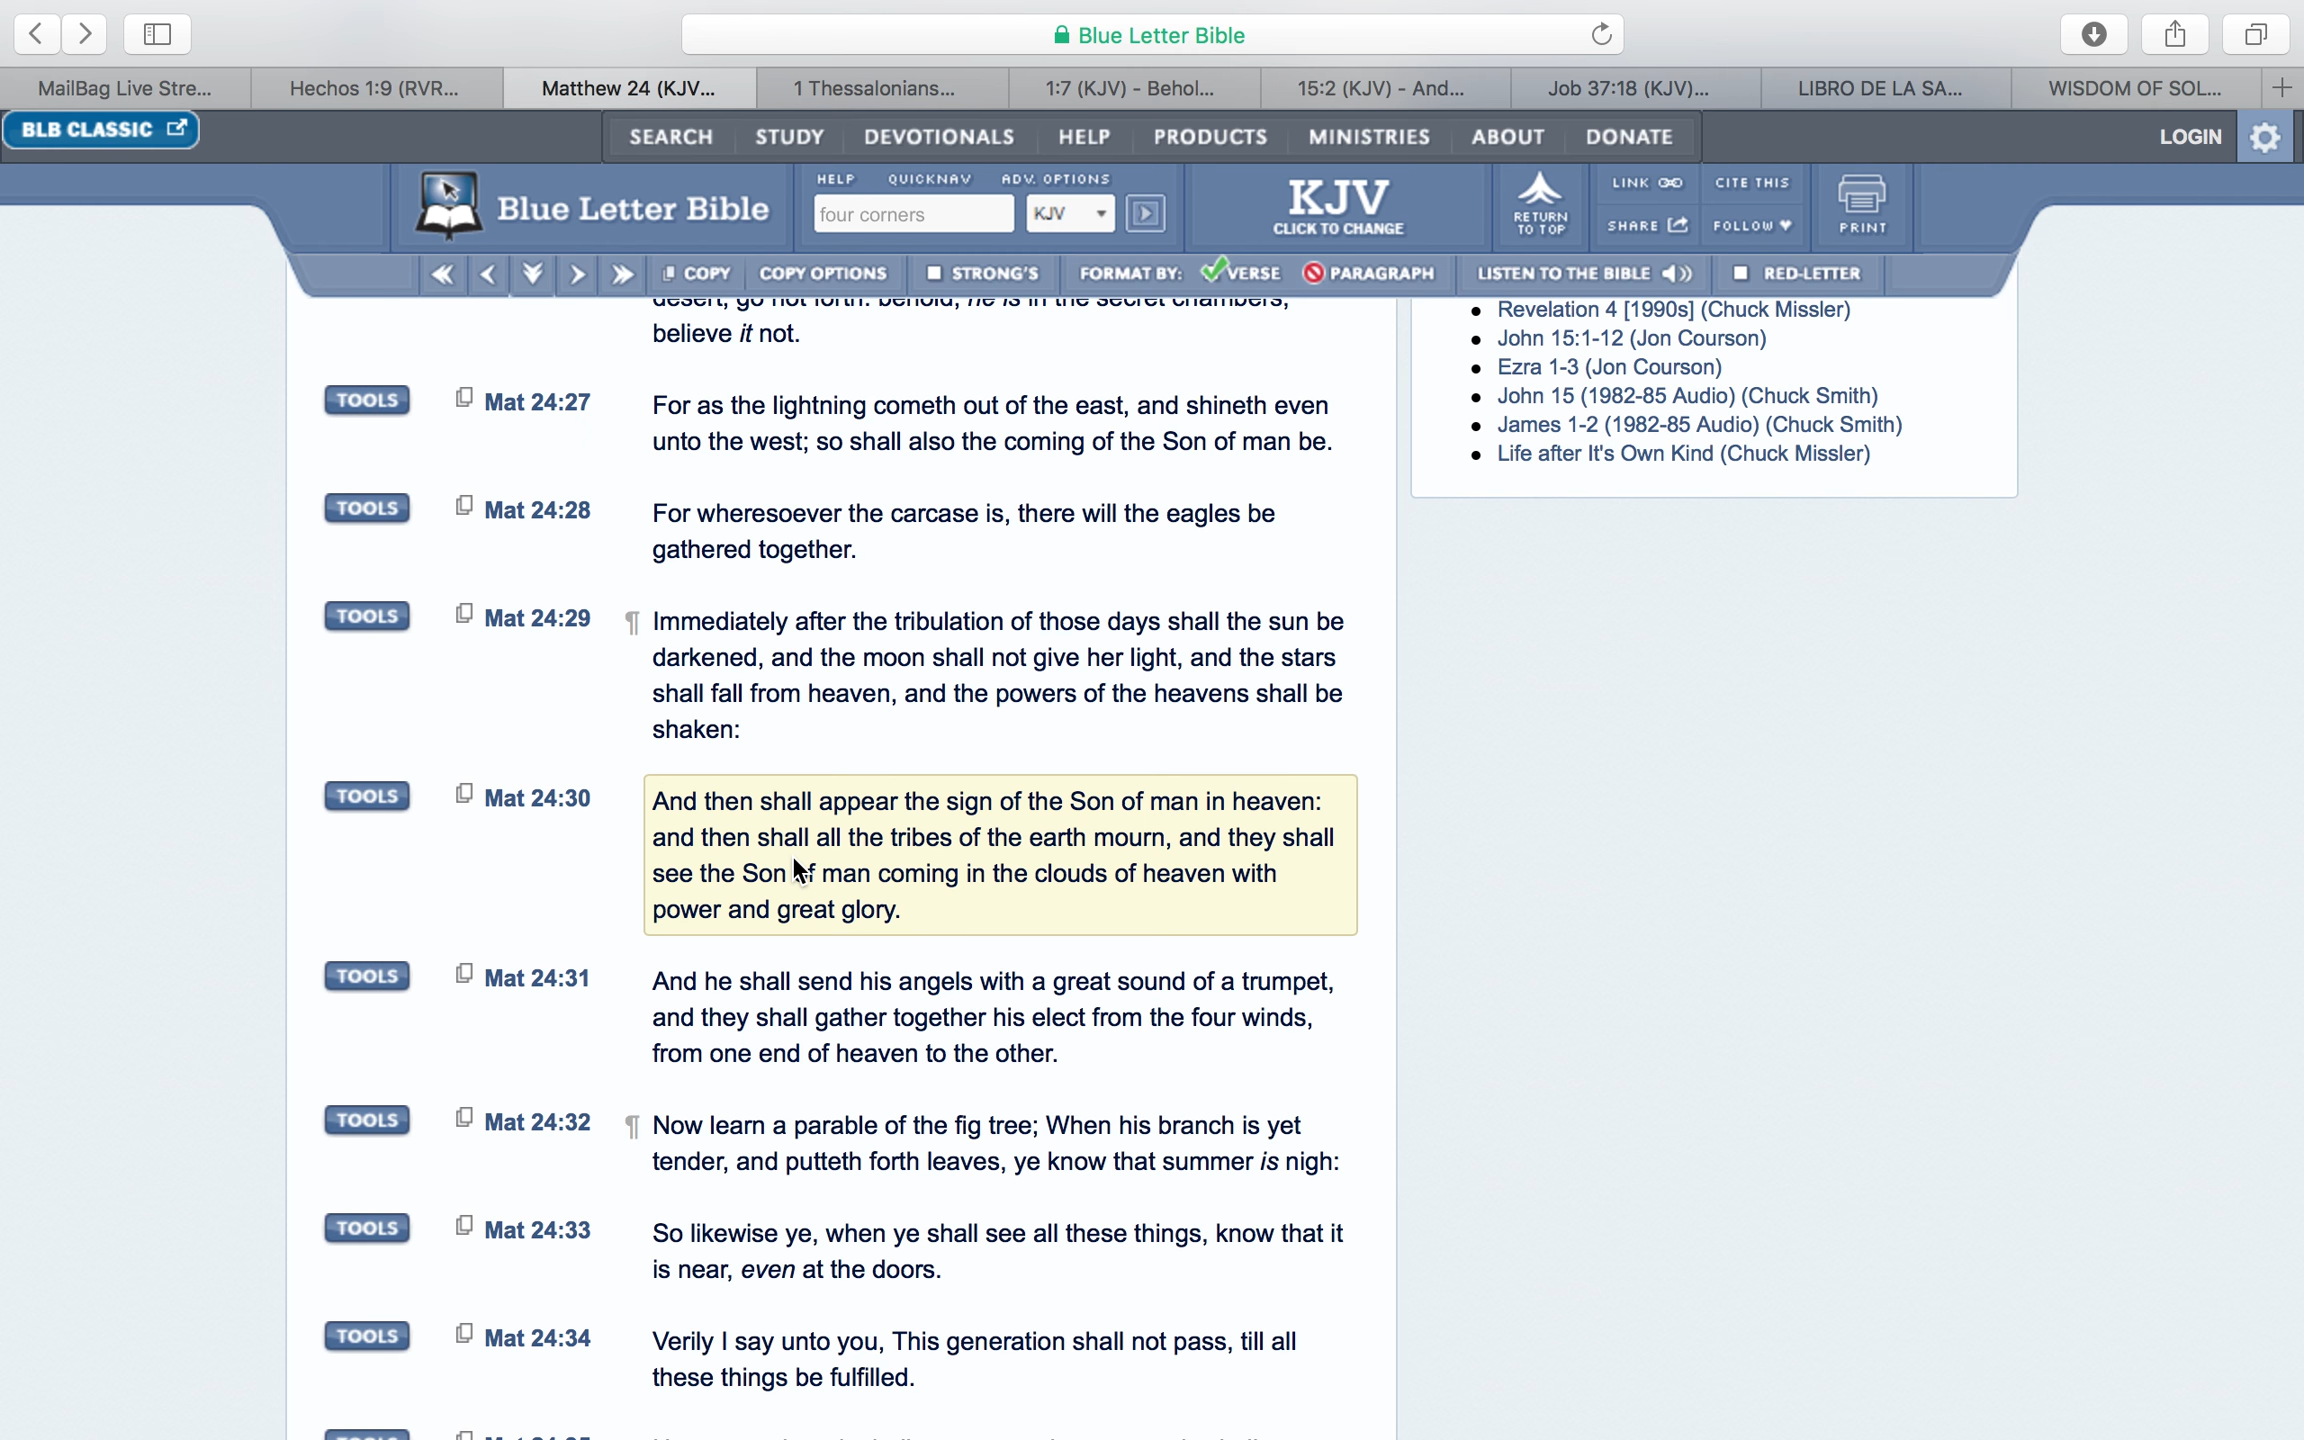 Blue Letter Bible
MailBag Live Stre...
Hechos 1:9 (RVR...
Matthew 24 (KJV...
1 Thessalonians...
1:7 (KJV) - Behol...
15:2 (KJV) - And...
Job 37:18 (KJV)...
LIBRO DE LA SA...
WISDOM OF SOL...
BLB CLASSIC
SEARCH
STUDY
DEVOTIONALS
HELP
PRODUCTS
MINISTRIES
ABOUT
DONATE
LOGIN
Blue Letter Bible
HELP
QUICKNAV
ADV. OPTIONS
four corners
KJV
KJV
CLICK TO CHANGE
RETURN
TO TOP
LINK
CITE THIS
SHARE
FOLLOW
PRINT
COPY
COPY OPTIONS
STRONG'S
FORMAT BY:
VERSE
PARAGRAPH
LISTEN TO THE BIBLE
RED-LETTER
desert, go not forth: behold, he is in the secret chambers;
believe it not.
TOOLS
Mat 24:27
For as the lightning cometh out of the east, and shineth even
unto the west; so shall also the coming of the Son of man be.
TOOLS
Mat 24:28
For wheresoever the carcase is, there will the eagles be
gathered together.
TOOLS
Mat 24:29
¶ Immediately after the tribulation of those days shall the sun be
darkened, and the moon shall not give her light, and the stars
shall fall from heaven, and the powers of the heavens shall be
shaken:
TOOLS
Mat 24:30
And then shall appear the sign of the Son of man in heaven:
and then shall all the tribes of the earth mourn, and they shall
see the Son of man coming in the clouds of heaven with
power and great glory.
TOOLS
Mat 24:31
And he shall send his angels with a great sound of a trumpet,
and they shall gather together his elect from the four winds,
from one end of heaven to the other.
TOOLS
Mat 24:32
¶ Now learn a parable of the fig tree; When his branch is yet
tender, and putteth forth leaves, ye know that summer is nigh:
TOOLS
Mat 24:33
So likewise ye, when ye shall see all these things, know that it
is near, even at the doors.
TOOLS
Mat 24:34
Verily I say unto you, This generation shall not pass, till all
these things be fulfilled.
Revelation 4 [1990s] (Chuck Missler)
John 15:1-12 (Jon Courson)
Ezra 1-3 (Jon Courson)
John 15 (1982-85 Audio) (Chuck Smith)
James 1-2 (1982-85 Audio) (Chuck Smith)
Life after It's Own Kind (Chuck Missler)